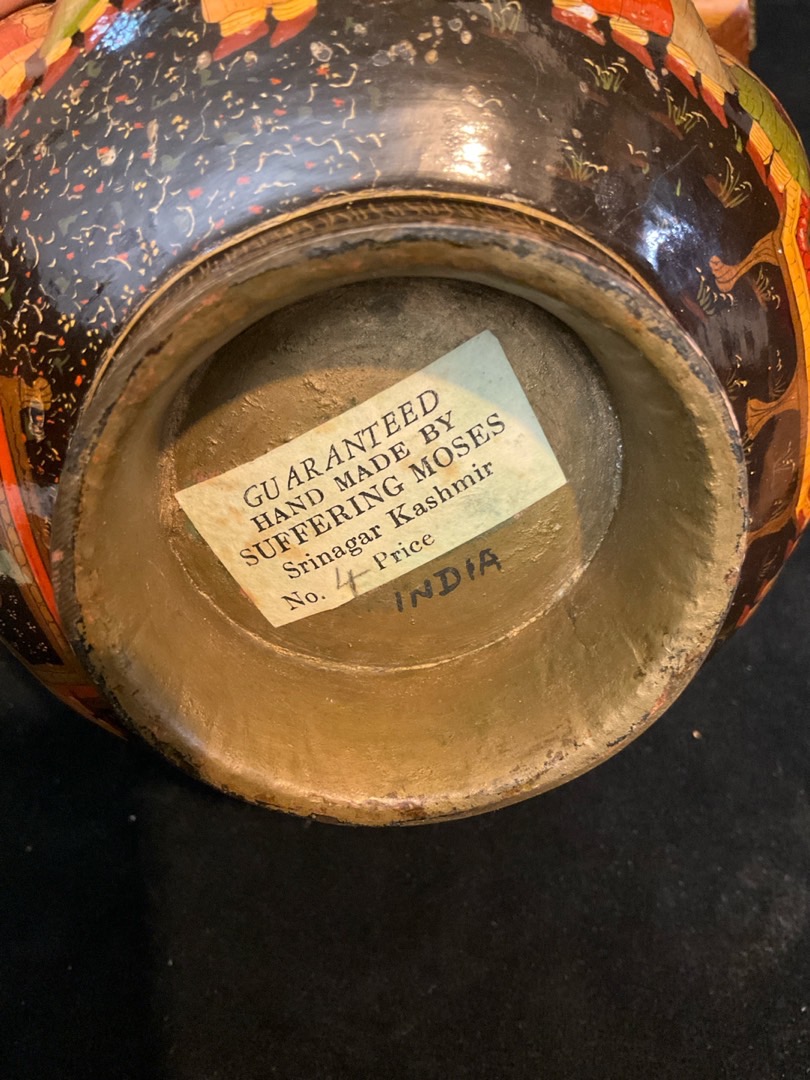 GUARANTEED
HAND MADE BY
SUFFERING MOSES
Srinagar Kashmir
No. 4 Price
INDIA